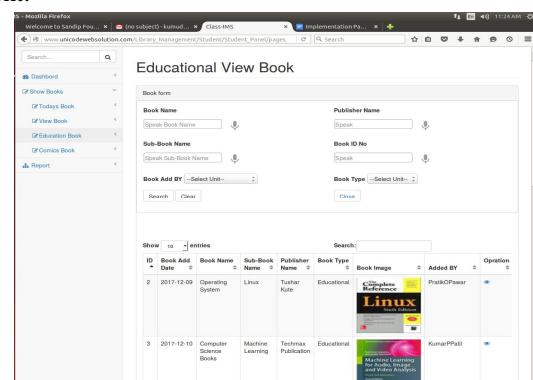 IS - Mozilla Firefox
En 11:24 AM
Welcome to Sandip Fou... × (no subject) - kumud... × Class-IMS × Implementation Pa... ×
www.unicodewebsolution.com/Library_Management/Student/Student_Panel/pages, Search
Search...
Dashbord
Show Books
Todays Book
View Book
Education Book
Comics Book
Report
Educational View Book
Book form
Book Name Publisher Name
Speak Book Name Speak
Sub-Book Name Book ID No
Speak Sub-Book Name Speak
Book Add BY --Select Unit-- Book Type --Select Unit--
Search Clear Close
Show 10 entries Search:
ID Book Add Date Book Name Sub-Book Name Publisher Name Book Type Book Image Added BY Opration
2 2017-12-09 Operating System Linux Tushar Kute Educational PratikOPawar
The Complete Reference
Linux
Sixth Edition
3 2017-12-10 Computer Science Books Machine Learning Techmax Publication Educational KumarPPatil
Machine Learning
for Audio, Image
and Video Analysis